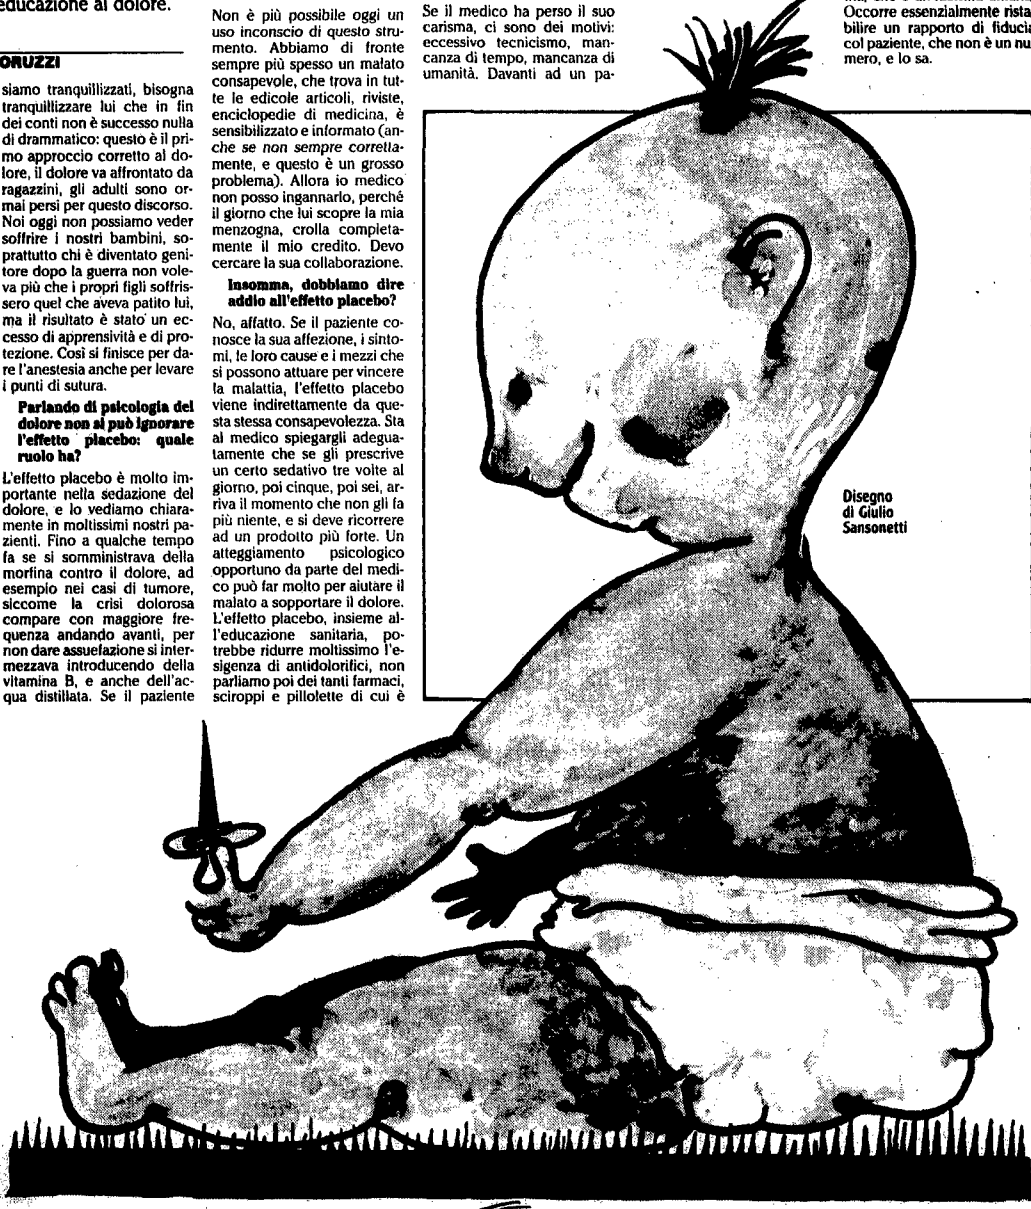 educazione al dolore.
ORUZZI
siamo tranquillizzati, bisogna
tranquillizzare lui che in fin
dei conti non è successo nulla
di drammatico: questo è il pri-
mo approccio corretto al do-
lore, il dolore va affrontato da
ragazzini, gli adulti sono or-
mai persi per questo discorso.
Noi oggi non possiamo veder
soffrire i nostri bambini, so-
prattutto chi è diventato geni-
tore dopo la guerra non vole-
va più che i propri figli soffris-
sero quel che aveva patito lui,
ma il risultato è stato un ec-
cesso di apprensività e di pro-
tezione. Così si finisce per da-
re l'anestesia anche per levare
i punti di sutura.
Parlando di psicologia del
dolore non si può ignorare
l'effetto placebo: quale
ruolo ha?
L'effetto placebo è molto im-
portante nella sedazione del
dolore, e lo vediamo chiara-
mente in moltissimi nostri pa-
zienti. Fino a qualche tempo
fa se si somministrava della
morfina contro il dolore, ad
esempio nei casi di tumore,
siccome la crisi dolorosa
compare con maggiore fre-
quenza andando avanti, per
non dare assuefazione si inter-
mezzava introducendo della
vitamina B, e anche dell'ac-
qua distillata. Se il paziente
Non è più possibile oggi un
uso inconscio di questo stru-
mento. Abbiamo di fronte
sempre più spesso un malato
consapevole, che trova in tut-
te le edicole articoli, riviste,
enciclopedie di medicina, è
sensibilizzato e informato (an-
che se non sempre corretta-
mente, e questo è un grosso
problema). Allora io medico
non posso ingannarlo, perché
il giorno che lui scopre la mia
menzogna, crolla completa-
mente il mio credito. Devo
cercare la sua collaborazione.
Insomma, dobbiamo dire
addio all'effetto placebo?
No, affatto. Se il paziente co-
nosce la sua affezione, i sinto-
mi, le loro cause e i mezzi che
si possono attuare per vincere
la malattia, l'effetto placebo
viene indirettamente da que-
sta stessa consapevolezza. Sta
al medico spiegargli adegua-
tamente che se gli prescrive
un certo sedativo tre volte al
giorno, poi cinque, poi sei, ar-
riva il momento che non gli fa
più niente, e si deve ricorrere
ad un prodotto più forte. Un
atteggiamento psicologico
opportuno da parte del medi-
co può far molto per aiutare il
malato a sopportare il dolore.
L'effetto placebo, insieme al-
l'educazione sanitaria, po-
trebbe ridurre moltissimo l'e-
sigenza di antidolorifici, non
parliamo poi dei tanti farmaci,
sciroppi e pillolette di cui è
Se il medico ha perso il suo
carisma, ci sono dei motivi:
eccessivo tecnicismo, man-
canza di tempo, mancanza di
umanità. Davanti ad un pa-
Occorre essenzialmente rista-
bilire un rapporto di fiducia
col paziente, che non è un nu-
mero, e lo sa.
Disegno
di Giulio
Sansonetti